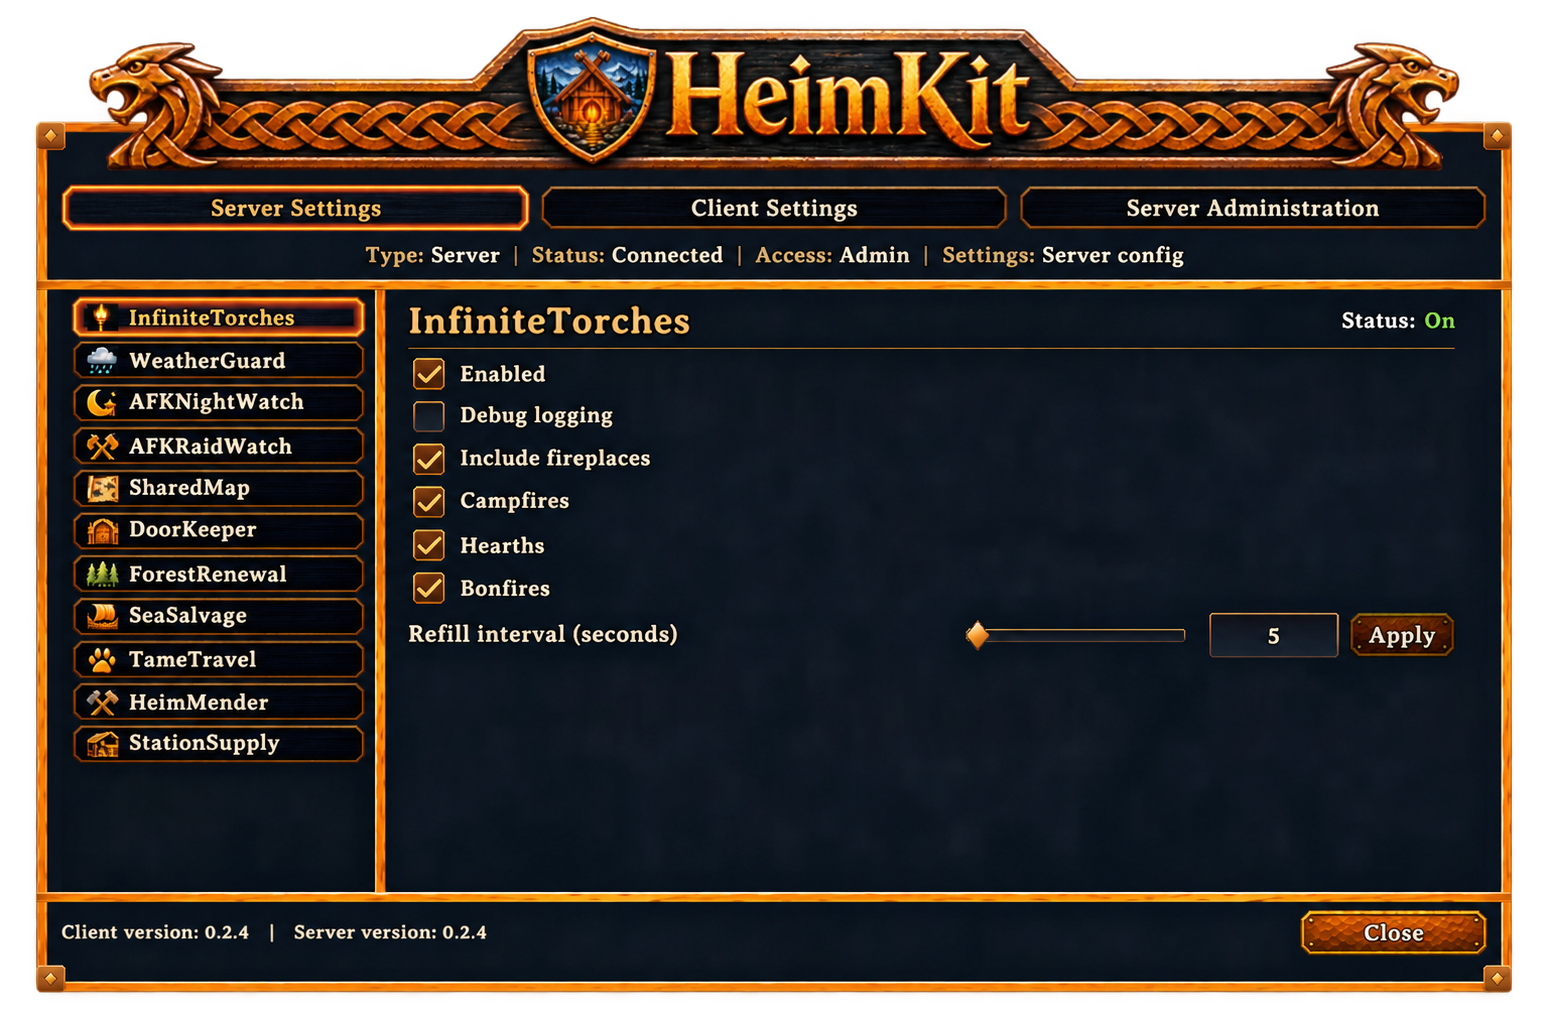 HeimKit
Server Settings
Client Settings
Server Administration
Type: Server | Status: Connected | Access: Admin | Settings: Server config
InfiniteTorches
WeatherGuard
AFKNightWatch
AFKRaidWatch
SharedMap
DoorKeeper
ForestRenewal
SeaSalvage
TameTravel
HeimMender
StationSupply
InfiniteTorches
Status: On
Enabled
Debug logging
Include fireplaces
Campfires
Hearths
Bonfires
Refill interval (seconds)
5
Apply
Client version: 0.2.4 | Server version: 0.2.4
Close